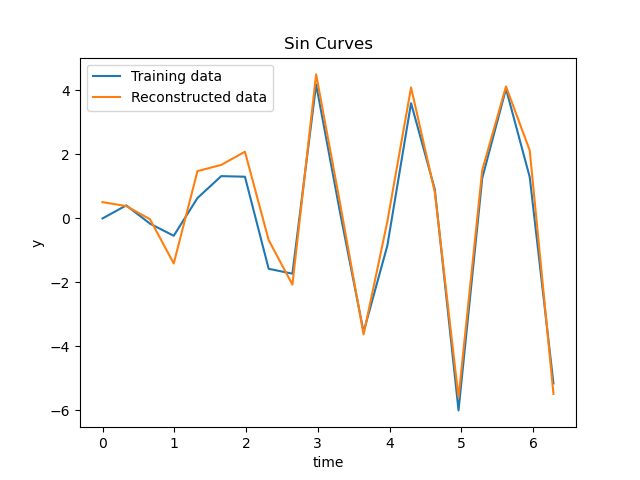 Sin Curves
Training data
Reconstructed data
4
2
0
−2
−4
−6
y
0 1 2 3 4 5 6
time